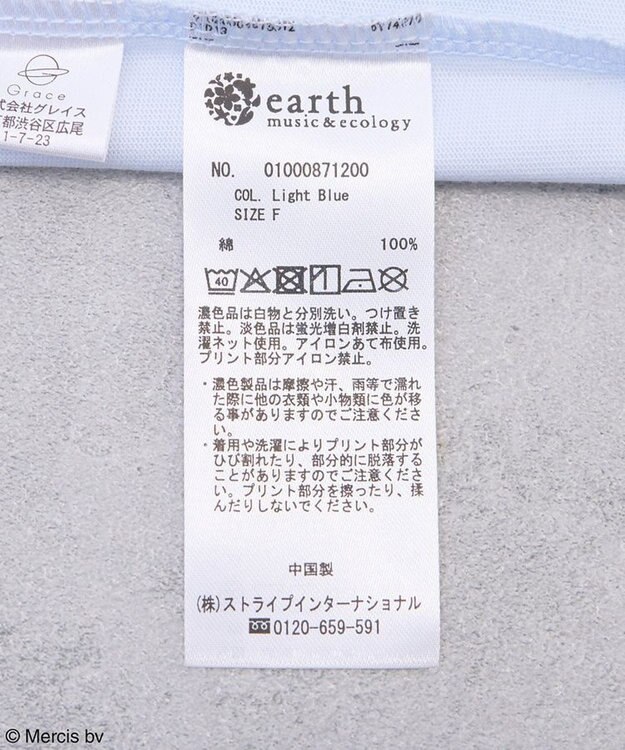 Grace
式会社グレイス
都渋谷区広尾
1-7-23
earth
music&ecology
NO. 01000871200
COL. Light Blue
SIZE F
綿 100%
40
濃色品は白物と分別洗い。つけ置き
禁止。淡色品は蛍光増白剤禁止。洗
濯ネット使用。アイロンあて布使用。
プリント部分アイロン禁止。
・濃色製品は摩擦や汗、雨等で濡れ
た際に他の衣類や小物類に色が移
る事がありますのでご注意くださ
い。
・着用や洗濯によりプリント部分が
ひび割れたり、部分的に脱落する
ことがありますのでご注意くださ
い。プリント部分を擦ったり、揉
んだりしないでください。
中国製
(株)ストライプインターナショナル
0120-659-591
© Mercis bv